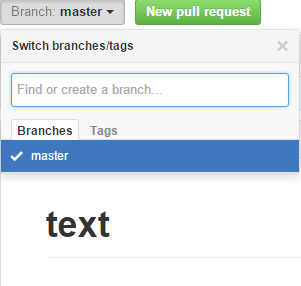 Branch: master New pull request
Switch branches/tags
Find or create a branch...
Branches Tags
master
text